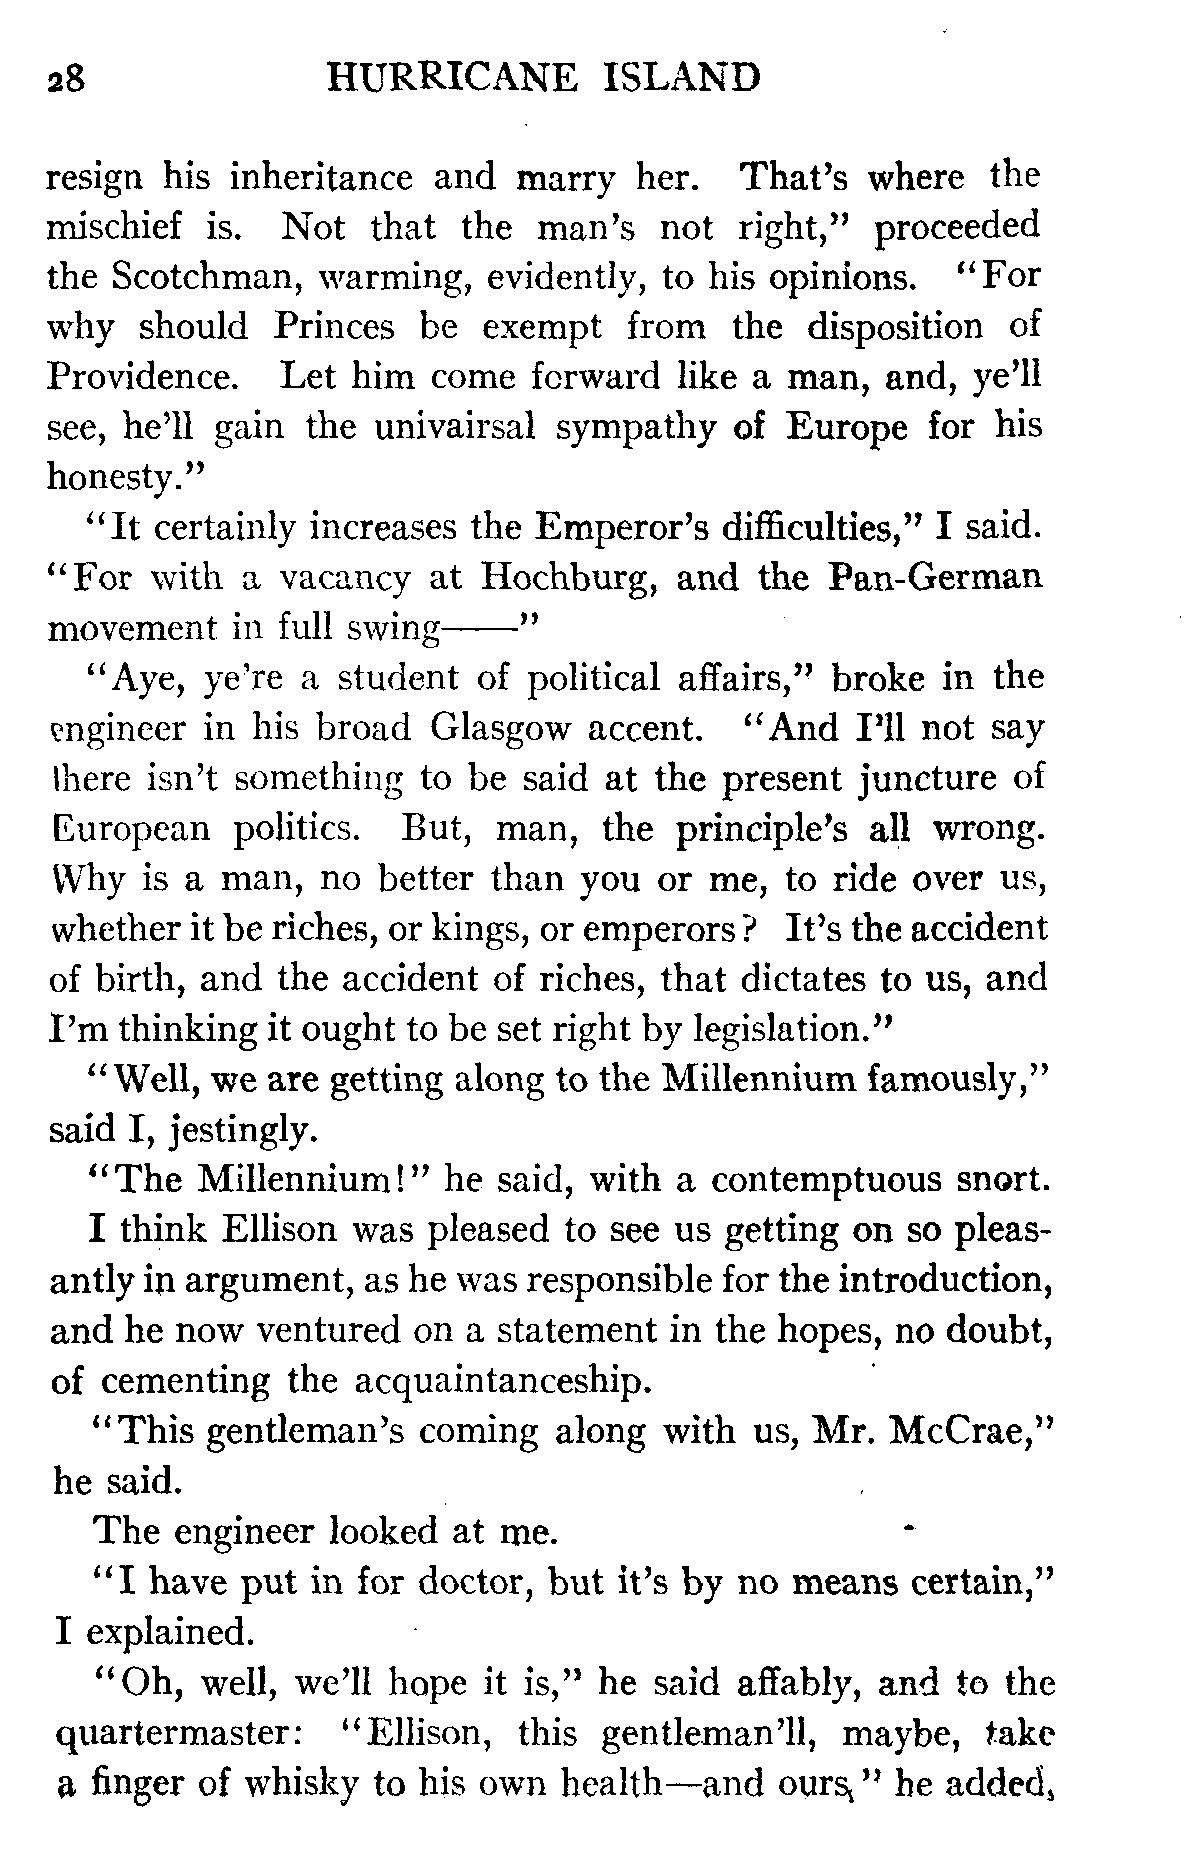 28 HURRICANE ISLAND
resign his inheritance and marry her. That's where the
mischief is. Not that the man's not right," proceeded
the Scotchman, warming, evidently, to his opinions. "For
why should Princes be exempt from the disposition of
Providence. Let him come forward like a man, and, ye'll
see, he'll gain the univairsal sympathy of Europe for his
honesty."
"It certainly increases the Emperor's difficulties," I said.
"For with a vacancy at Hochburg, and the Pan-German
movement in full swing——"
"Aye, ye're a student of political affairs," broke in the
engineer in his broad Glasgow accent. "And I'll not say
there isn't something to be said at the present juncture of
European politics. But, man, the principle's all wrong.
Why is a man, no better than you or me, to ride over us,
whether it be riches, or kings, or emperors? It's the accident
of birth, and the accident of riches, that dictates to us, and
I'm thinking it ought to be set right by legislation."
"Well, we are getting along to the Millennium famously,"
said I, jestingly.
"The Millennium!" he said, with a contemptuous snort.
I think Ellison was pleased to see us getting on so pleas-
antly in argument, as he was responsible for the introduction,
and he now ventured on a statement in the hopes, no doubt,
of cementing the acquaintanceship.
"This gentleman's coming along with us, Mr. McCrae,"
he said.
The engineer looked at me.
"I have put in for doctor, but it's by no means certain,"
I explained.
"Oh, well, we'll hope it is," he said affably, and to the
quartermaster: "Ellison, this gentleman'll, maybe, take
a finger of whisky to his own health—and ours," he added,